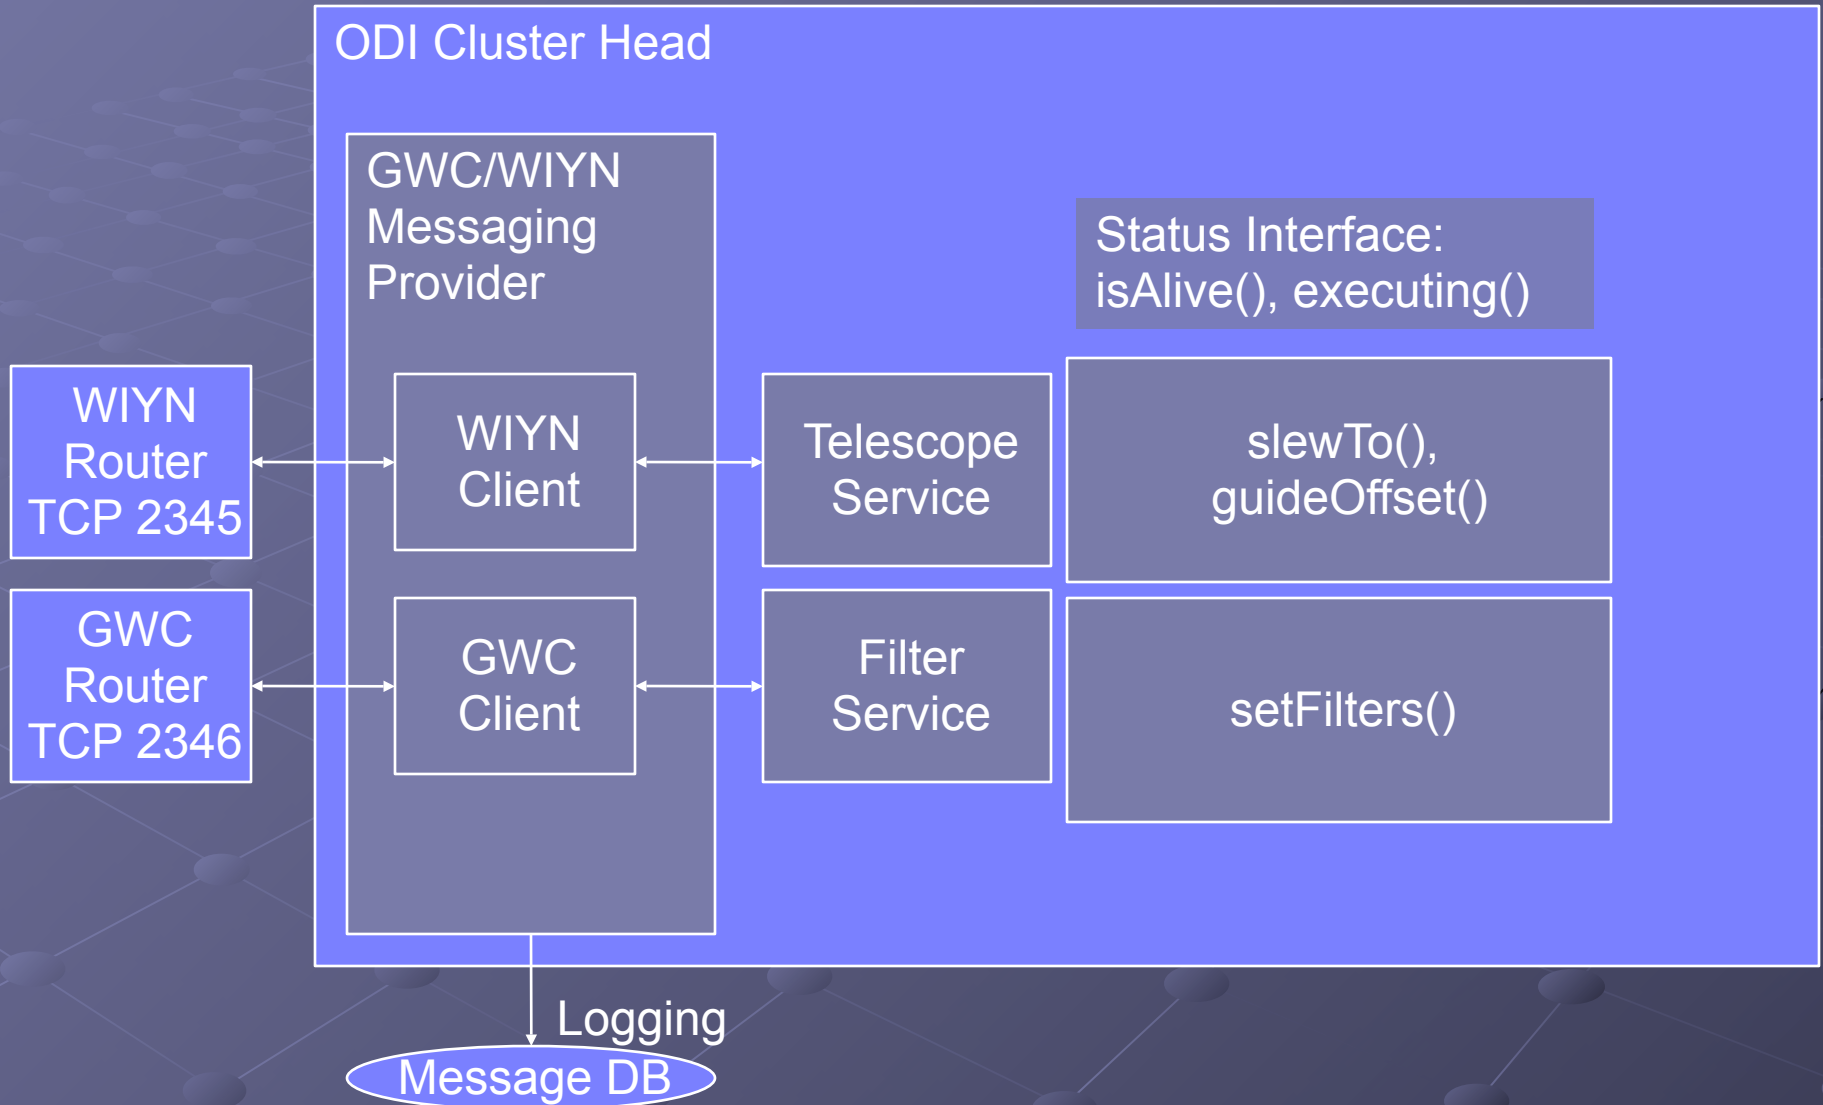 ODI Cluster Head
GWC/WIYN
Messaging
Provider
Status Interface:
isAlive(), executing()
WIYN
Router
TCP 2345
WIYN
Client
Telescope
Service
slewTo(),
guideOffset()
GWC
Router
TCP 2346
GWC
Client
Filter
Service
setFilters()
Logging
Message DB